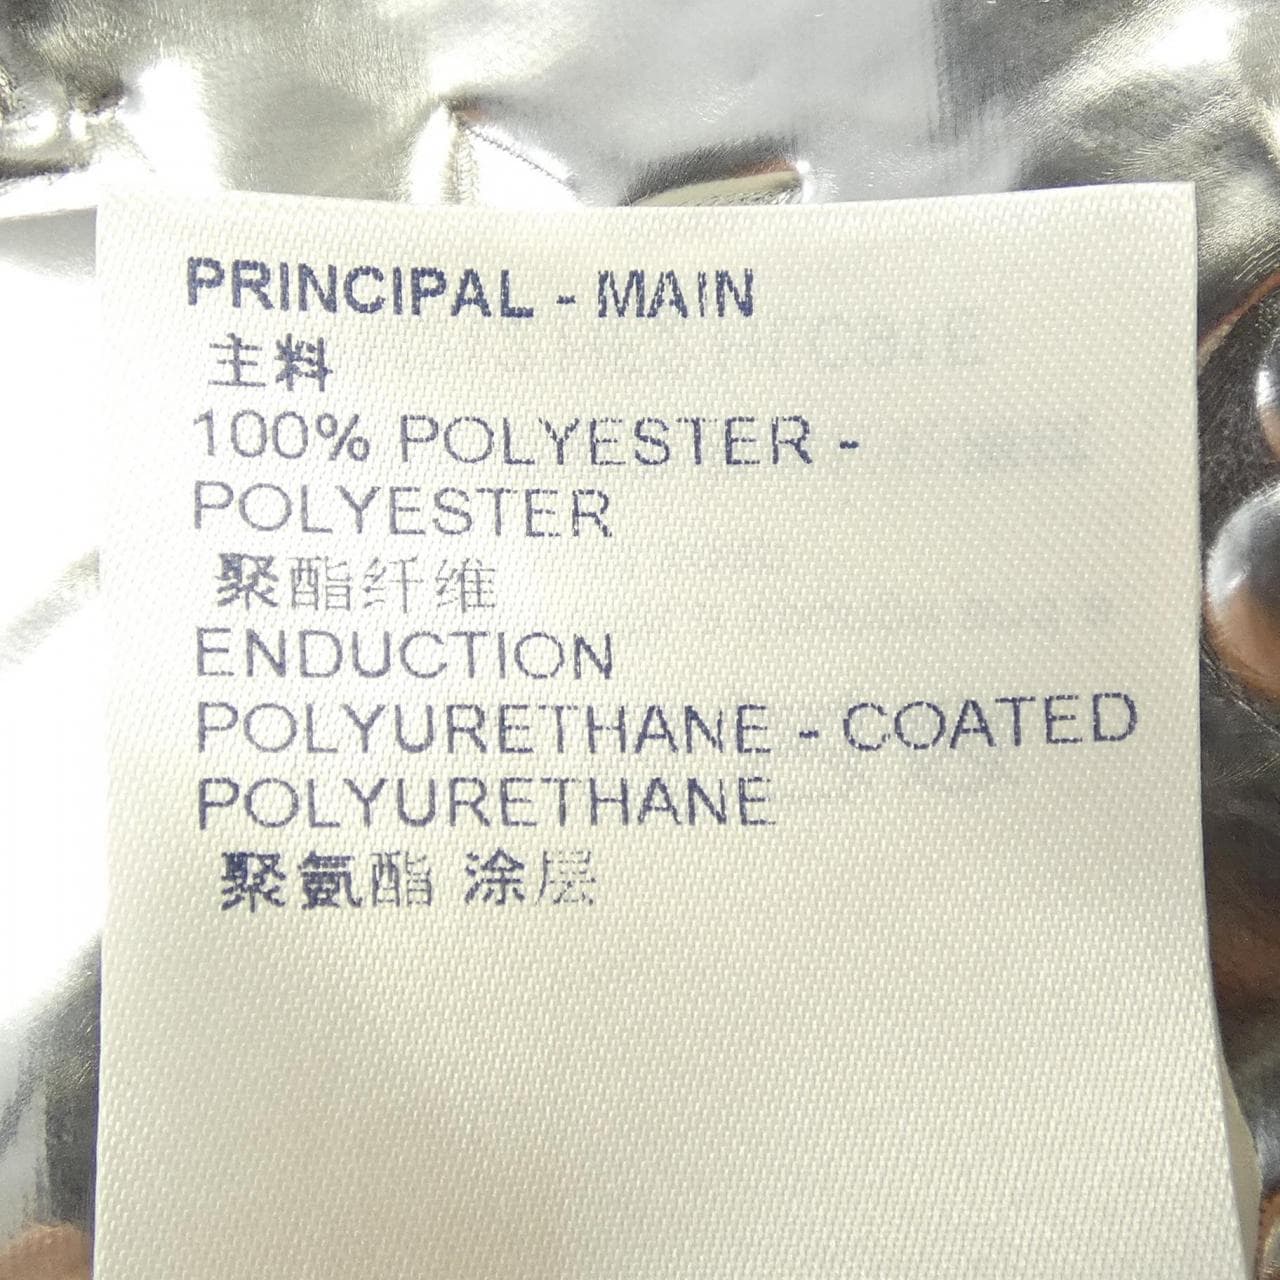 PRINCIPAL - MAIN
主料
100% POLYESTER -
POLYESTER
聚酯纤维
ENDUCTION
POLYURETHANE - COATED
POLYURETHANE
聚氨酯 涂层